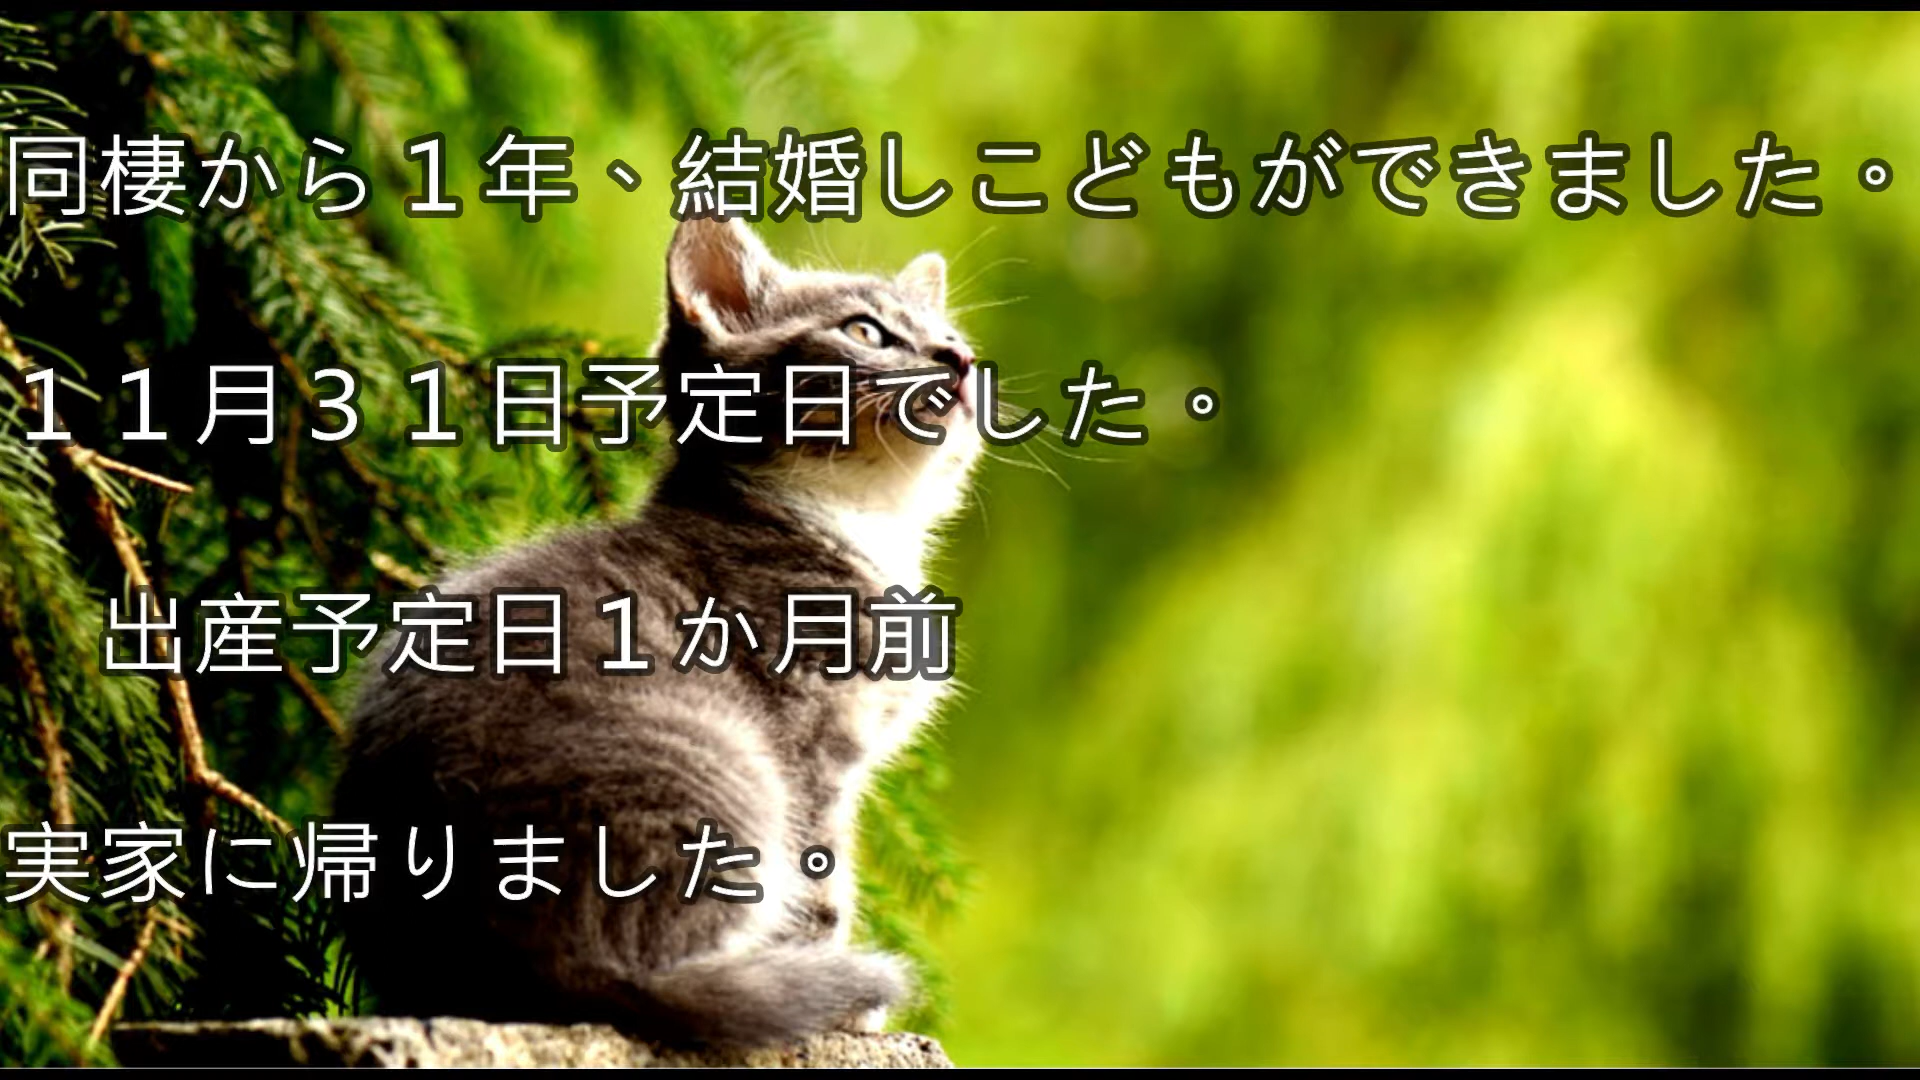 同棲から１年、結婚しこどもができました。
１１月３１日予定日でした。
出産予定日１か月前
実家に帰りました。